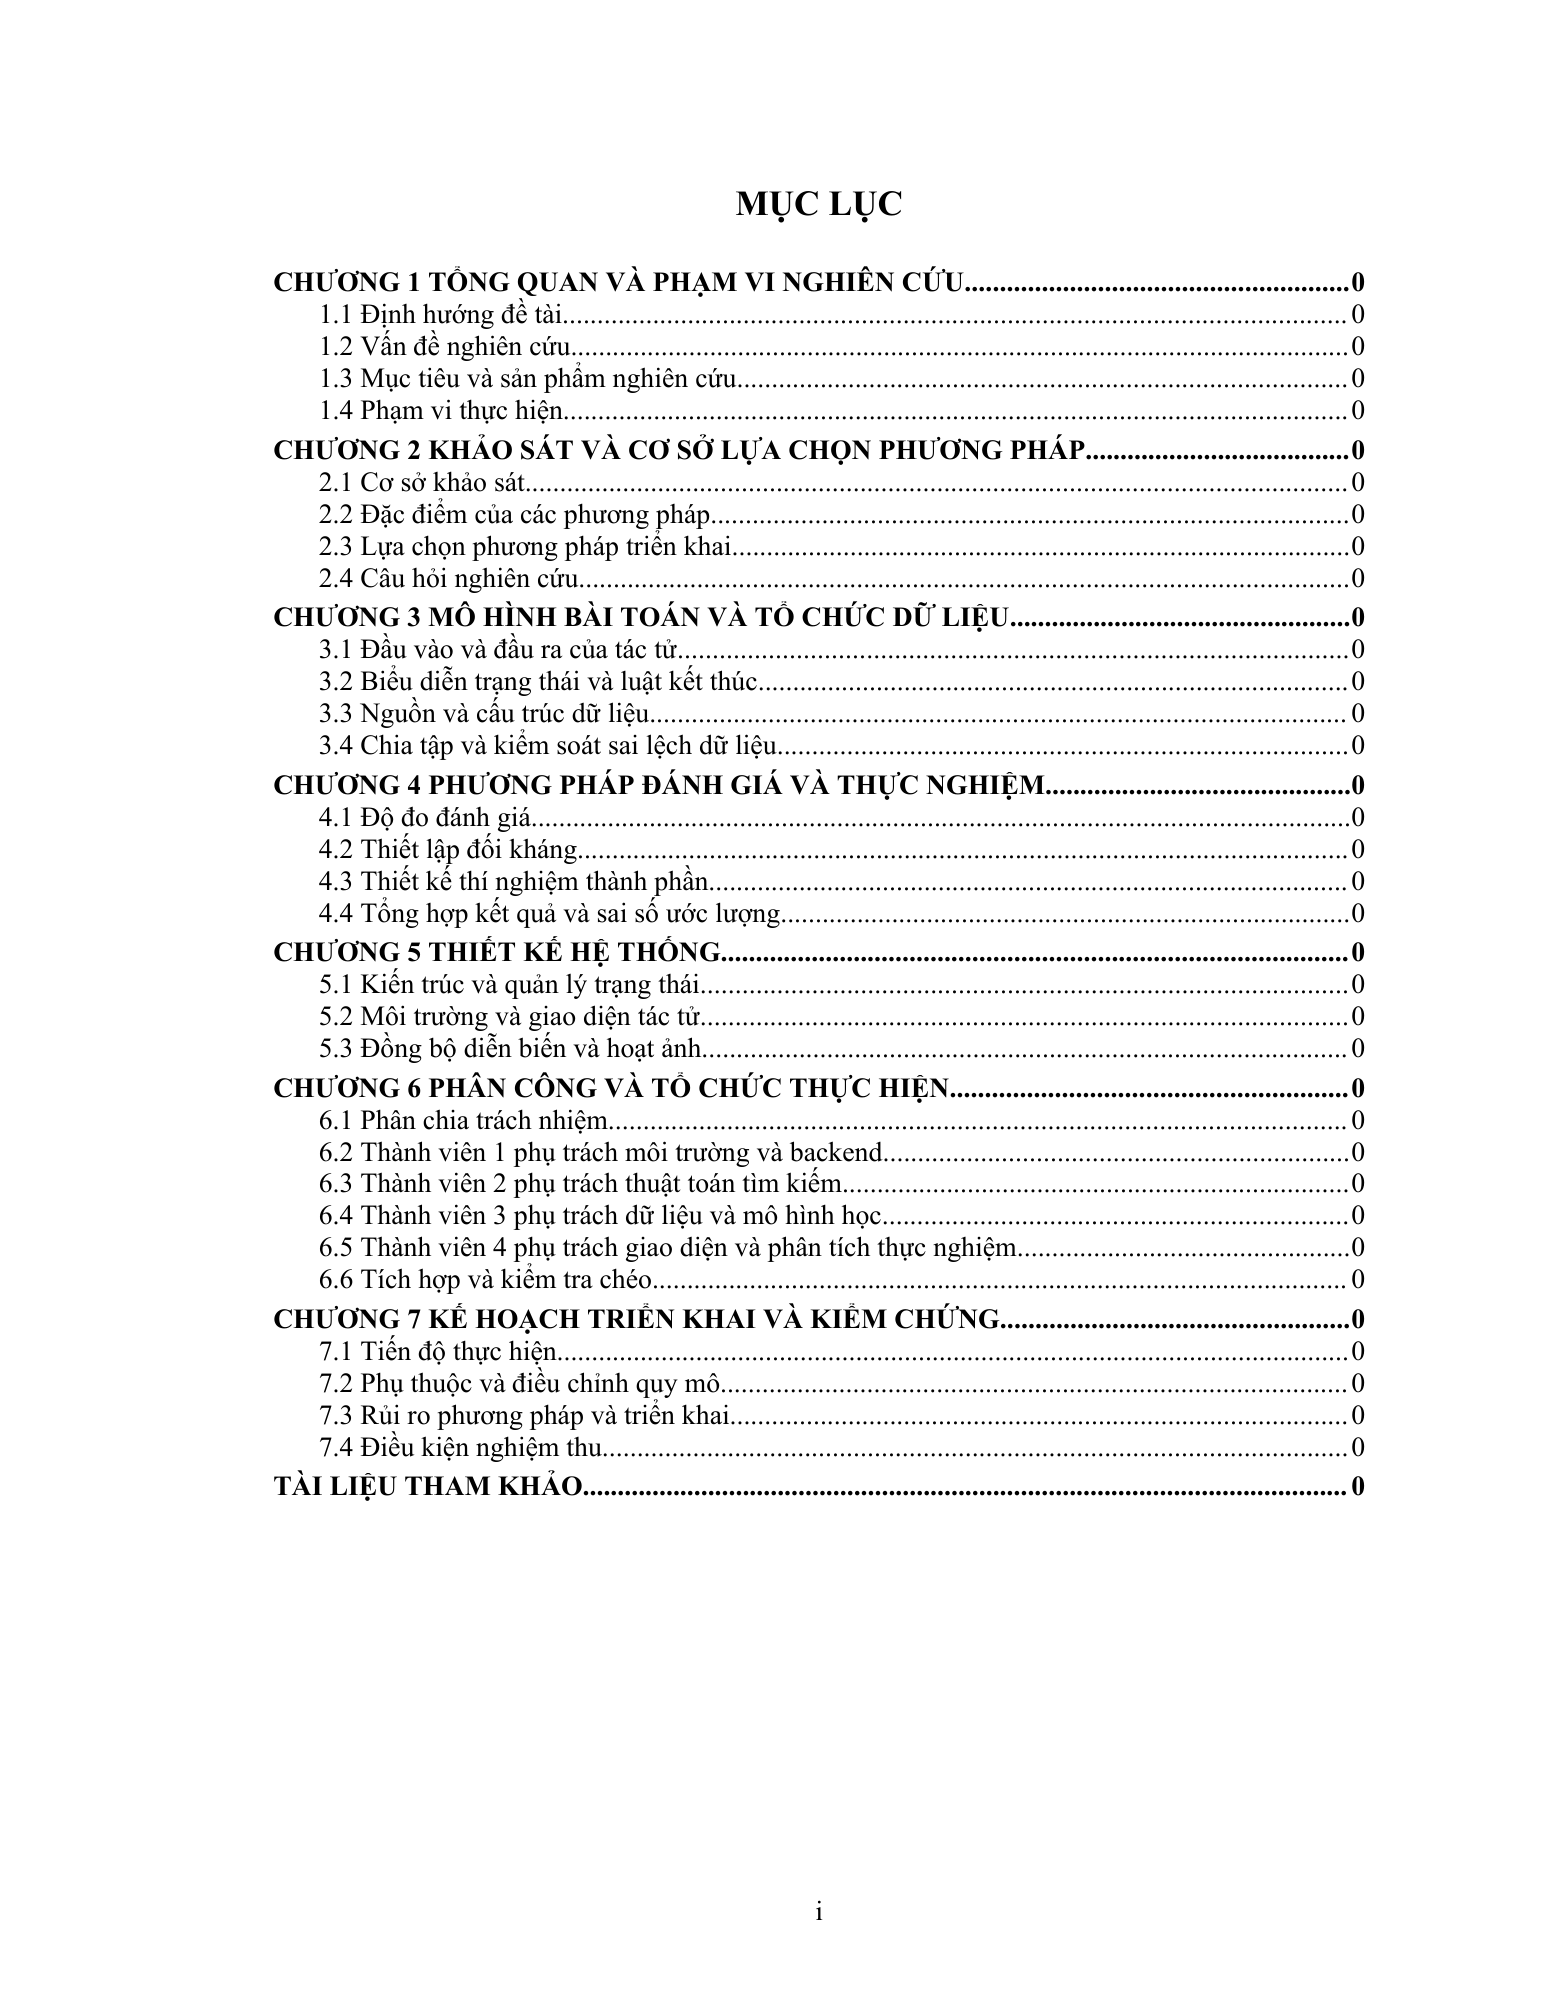 MỤC LỤC
CHƯƠNG 1 TỔNG QUAN VÀ PHẠM VI NGHIÊN CỨU........................................................0
1.1 Định hướng đề tài................................................................................................................0
1.2 Vấn đề nghiên cứu...............................................................................................................0
1.3 Mục tiêu và sản phẩm nghiên cứu.......................................................................................0
1.4 Phạm vi thực hiện................................................................................................................0
CHƯƠNG 2 KHẢO SÁT VÀ CƠ SỞ LỰA CHỌN PHƯƠNG PHÁP......................................0
2.1 Cơ sở khảo sát......................................................................................................................0
2.2 Đặc điểm của các phương pháp...........................................................................................0
2.3 Lựa chọn phương pháp triển khai........................................................................................0
2.4 Câu hỏi nghiên cứu..............................................................................................................0
CHƯƠNG 3 MÔ HÌNH BÀI TOÁN VÀ TỔ CHỨC DỮ LIỆU.................................................0
3.1 Đầu vào và đầu ra của tác tử................................................................................................0
3.2 Biểu diễn trạng thái và luật kết thúc....................................................................................0
3.3 Nguồn và cấu trúc dữ liệu....................................................................................................0
3.4 Chia tập và kiểm soát sai lệch dữ liệu..................................................................................0
CHƯƠNG 4 PHƯƠNG PHÁP ĐÁNH GIÁ VÀ THỰC NGHIỆM............................................0
4.1 Độ đo đánh giá.....................................................................................................................0
4.2 Thiết lập đối kháng..............................................................................................................0
4.3 Thiết kế thí nghiệm thành phần...........................................................................................0
4.4 Tổng hợp kết quả và sai số ước lượng.................................................................................0
CHƯƠNG 5 THIẾT KẾ HỆ THỐNG..........................................................................................0
5.1 Kiến trúc và quản lý trạng thái............................................................................................0
5.2 Môi trường và giao diện tác tử............................................................................................0
5.3 Đồng bộ diễn biến và hoạt ảnh............................................................................................0
CHƯƠNG 6 PHÂN CÔNG VÀ TỔ CHỨC THỰC HIỆN..........................................................0
6.1 Phân chia trách nhiệm..........................................................................................................0
6.2 Thành viên 1 phụ trách môi trường và backend..................................................................0
6.3 Thành viên 2 phụ trách thuật toán tìm kiếm........................................................................0
6.4 Thành viên 3 phụ trách dữ liệu và mô hình học..................................................................0
6.5 Thành viên 4 phụ trách giao diện và phân tích thực nghiệm...............................................0
6.6 Tích hợp và kiểm tra chéo...................................................................................................0
CHƯƠNG 7 KẾ HOẠCH TRIỂN KHAI VÀ KIỂM CHỨNG..................................................0
7.1 Tiến độ thực hiện.................................................................................................................0
7.2 Phụ thuộc và điều chỉnh quy mô.........................................................................................0
7.3 Rủi ro phương pháp và triển khai........................................................................................0
7.4 Điều kiện nghiệm thu..........................................................................................................0
TÀI LIỆU THAM KHẢO..............................................................................................................0
i